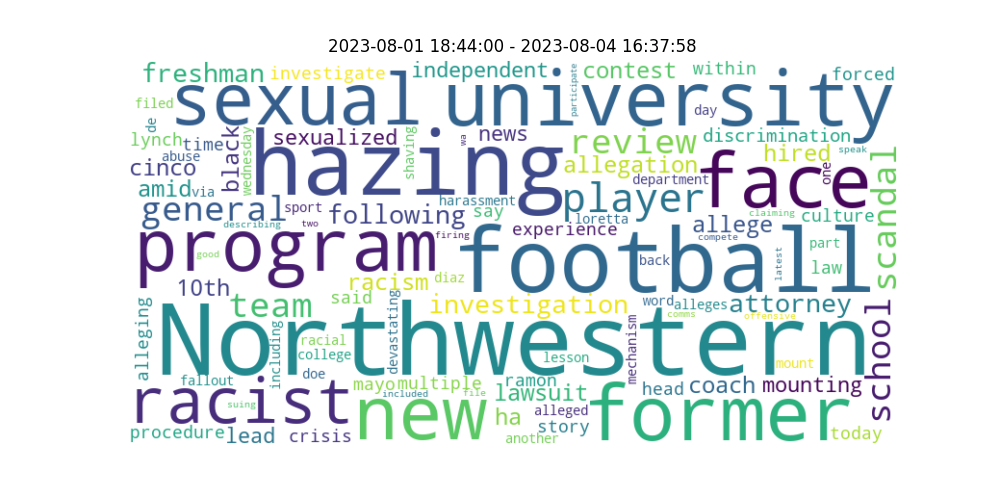 2023-08-01 18:44:00 - 2023-08-04 16:37:58
freshman
investigate
independent
participate
contest
within
forced
sexual
university
filed
day
de
lynch
time
black
wednesday
sexualized
shaving
wa
news
review
discrimination
speak
abuse
cinco
hazing
allegation
hired
one
face
scandal
amid
via
harassment
player
department
general
sport
following
say
loretta
claiming
culture
describing
two
firing
experience
allege
compete
part
program
good
football
back
latest
law
racism
diaz
10th
team
said
devastating
investigation
word
alleges
attorney
comms
offensive
alleging
Northwestern
including
racial
college
lesson
mechanism
mount
school
fallout
doe
mayo
multiple
ramon
head
coach
mounting
racist
suing
included
file
lawsuit
new
ha
alleged
former
story
procedure
lead
crisis
another
today